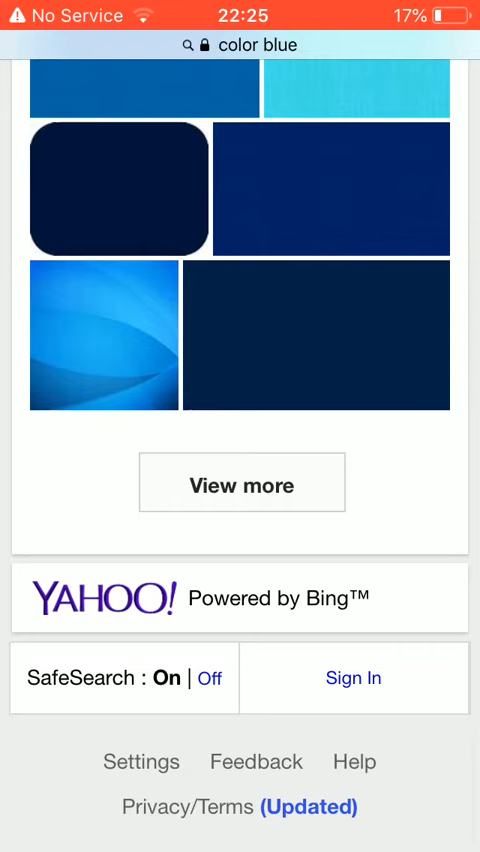 No Service 22:25 17%
color blue
View more
YAHOO! Powered by Bing™
SafeSearch : On | Off Sign In
Settings Feedback Help
Privacy/Terms (Updated)